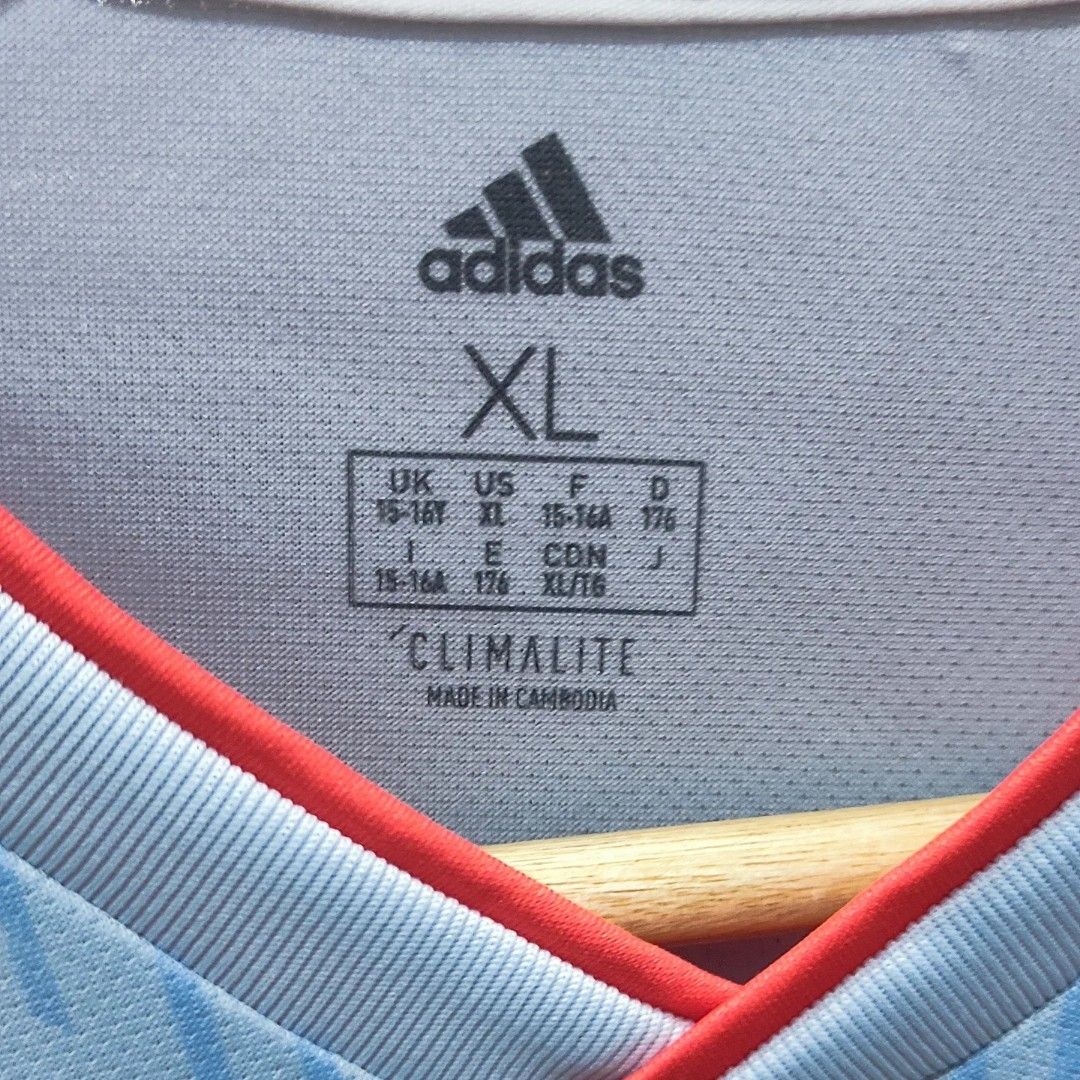 adidas
XL
UK US F D
15-16Y XL 15-16A 176
I E CDN J
15-16A 176 XL/TG
CLIMALITE
MADE IN CAMBODIA